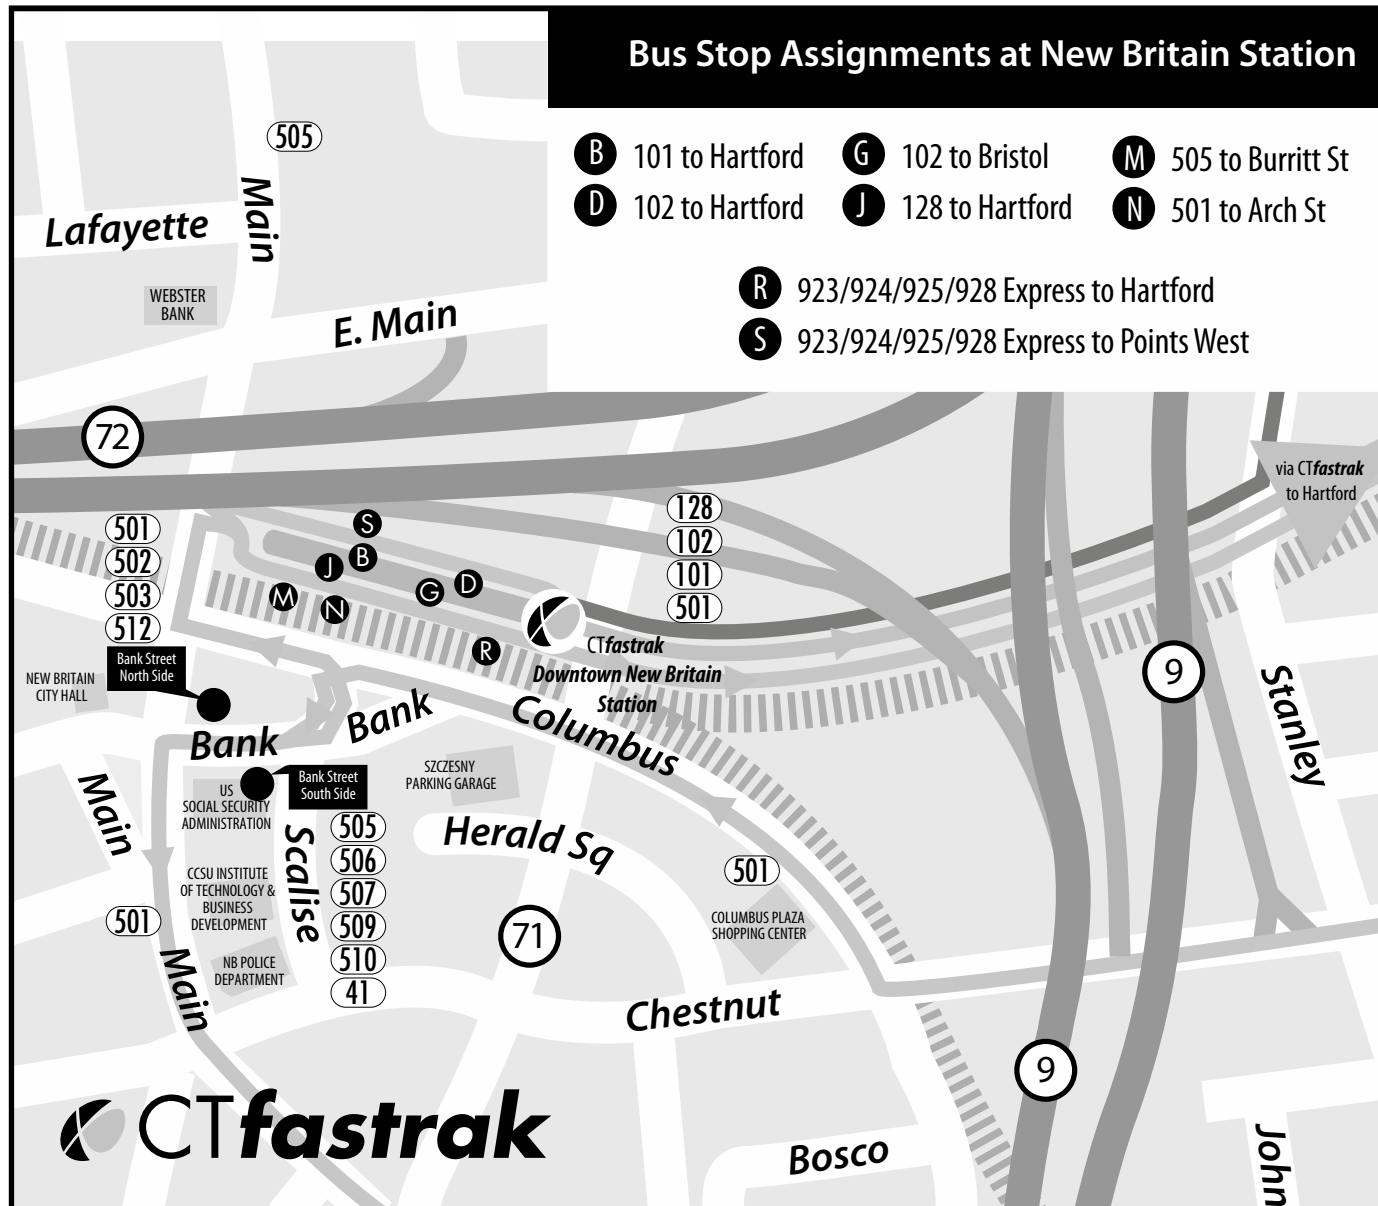 Bus Stop Assignments at New Britain Station
B 101 to Hartford
G 102 to Bristol
M 505 to Burritt St
D 102 to Hartford
J 128 to Hartford
N 501 to Arch St
R 923/924/925/928 Express to Hartford
S 923/924/925/928 Express to Points West
505
Main
Lafayette
WEBSTER
BANK
E. Main
72
via CTfastrak
to Hartford
128
102
101
501
501
502
503
512
S
B
J
G
D
M
N
R
CTfastrak
Downtown New Britain
Station
Bank Street
North Side
NEW BRITAIN
CITY HALL
9
Stanley
Bank
Bank
Columbus
Main
US
SOCIAL SECURITY
ADMINISTRATION
Bank Street
South Side
SZCZESNY
PARKING GARAGE
Scalise
505
506
507
509
510
41
Herald Sq
501
COLUMBUS PLAZA
SHOPPING CENTER
CCSU INSTITUTE
OF TECHNOLOGY &
BUSINESS
DEVELOPMENT
501
71
Main
NB POLICE
DEPARTMENT
Chestnut
9
CTfastrak
Bosco
John